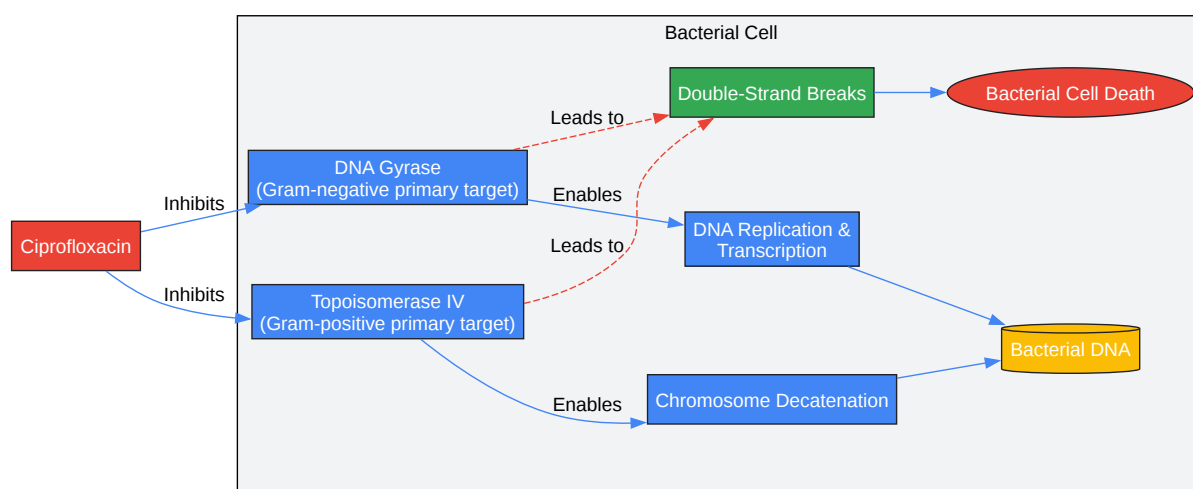 Bacterial Cell
Double-Strand Breaks
Bacterial Cell Death
Leads to
DNA Gyrase
(Gram-negative primary target)
Inhibits
Enables
Ciprofloxacin
DNA Replication &
Transcription
Leads to
Inhibits
Topoisomerase IV
(Gram-positive primary target)
Bacterial DNA
Enables
Chromosome Decatenation